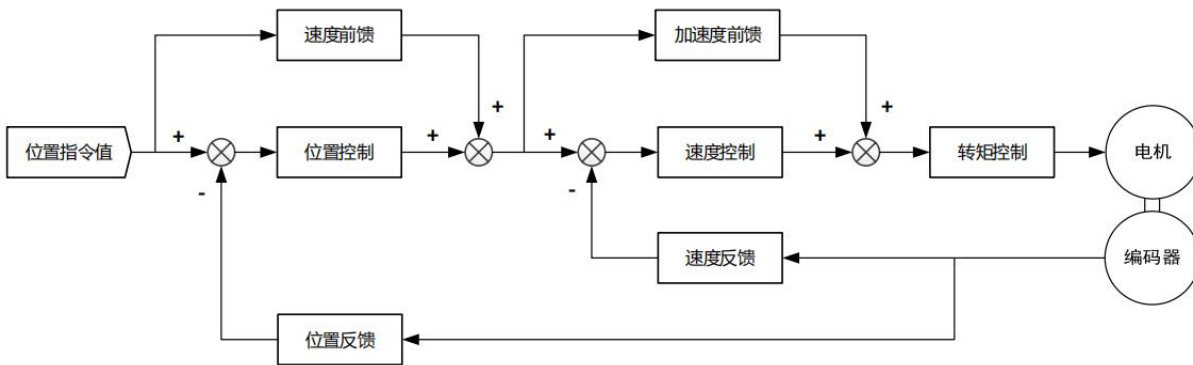 速度前馈
加速度前馈
+
+
位置指令值
+
位置控制
+
+
速度控制
+
转矩控制
电机
-
-
速度反馈
编码器
位置反馈